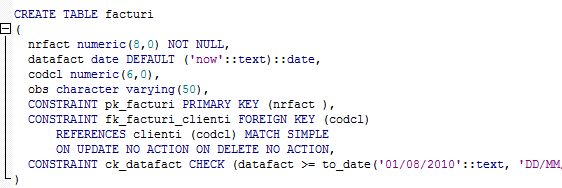 CREATE TABLE facturi
(
nrfact numeric(8,0) NOT NULL,
datafact date DEFAULT ('now'::text)::date,
codcl numeric(6,0),
obs character varying(50),
CONSTRAINT pk_facturi PRIMARY KEY (nrfact ),
CONSTRAINT fk_facturi_clienti FOREIGN KEY (codcl)
REFERENCES clienti (codcl) MATCH SIMPLE
ON UPDATE NO ACTION ON DELETE NO ACTION,
CONSTRAINT ck_datafact CHECK (datafact >= to_date('01/08/2010'::text, 'DD/MM/
)